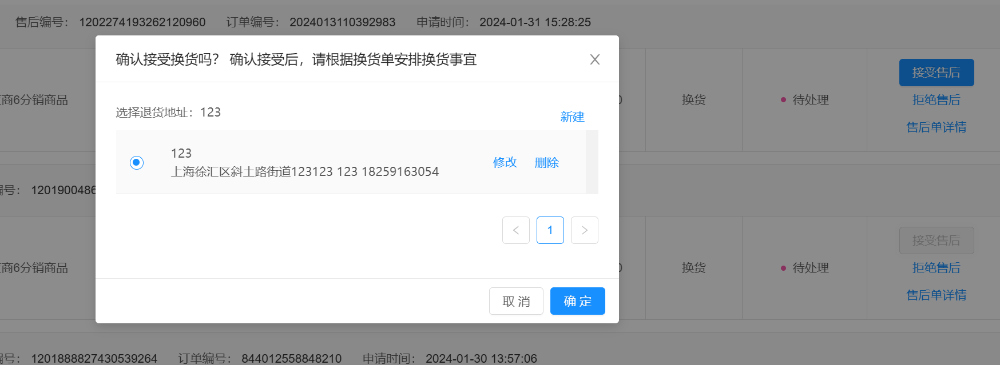 售后编号： 1202274193262120960 订单编号： 2024013110392983 申请时间： 2024-01-31 15:28:25
确认接受换货吗？ 确认接受后，请根据换货单安排换货事宜
接受售后
商6分销商品
换货
待处理
拒绝售后
售后单详情
选择退货地址：123
新建
123
上海徐汇区斜土路街道123123 123 18259163054
修改 删除
编号： 1201900486
1
接受售后
商6分销商品
换货
待处理
拒绝售后
售后单详情
取 消
确 定
编号： 1201888827430539264 订单编号： 844012558848210 申请时间： 2024-01-30 13:57:06